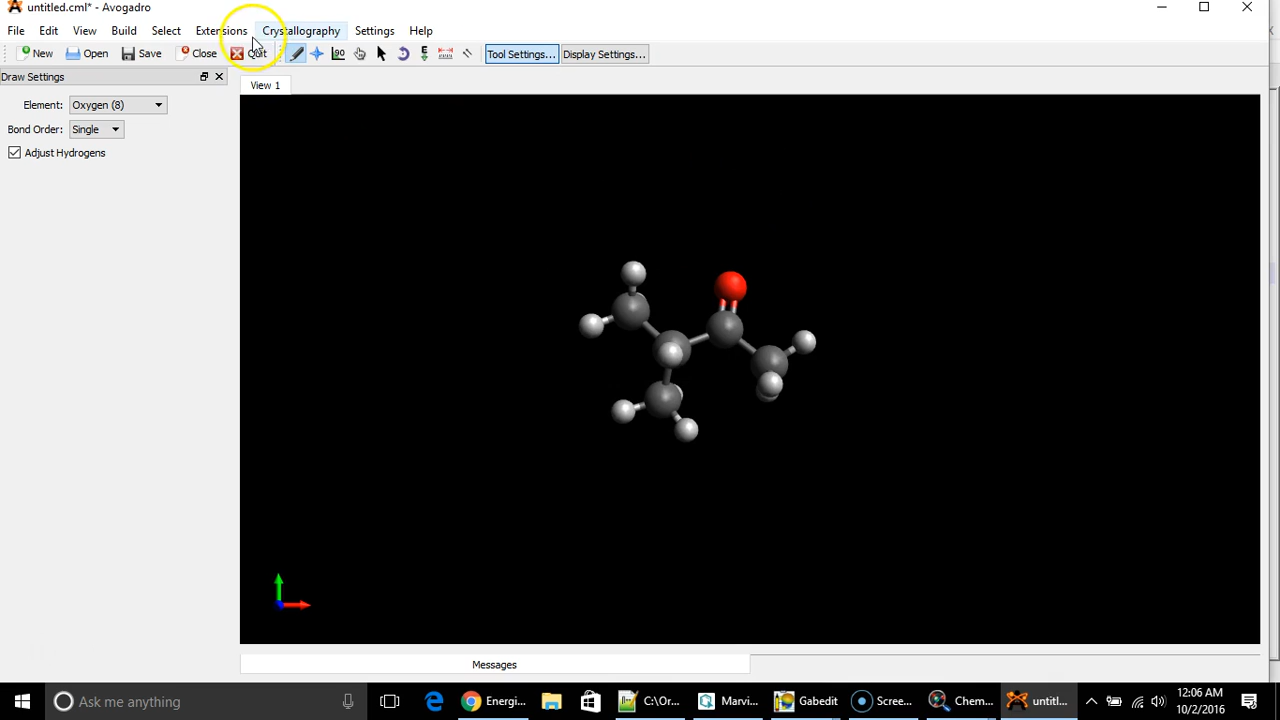 untitled.cml* - Avogadro
File Edit View Build Select Extensions Crystallography Settings Help
New Open Save Close Tool Settings... Display Settings...
Draw Settings
View 1
Element: Oxygen (8)
Bond Order: Single
Adjust Hydrogens
Messages
Ask me anything
Energi...
C:\Or...
Marvi...
Gabedit
Scree...
Chem...
untitl...
12:06 AM
10/2/2016